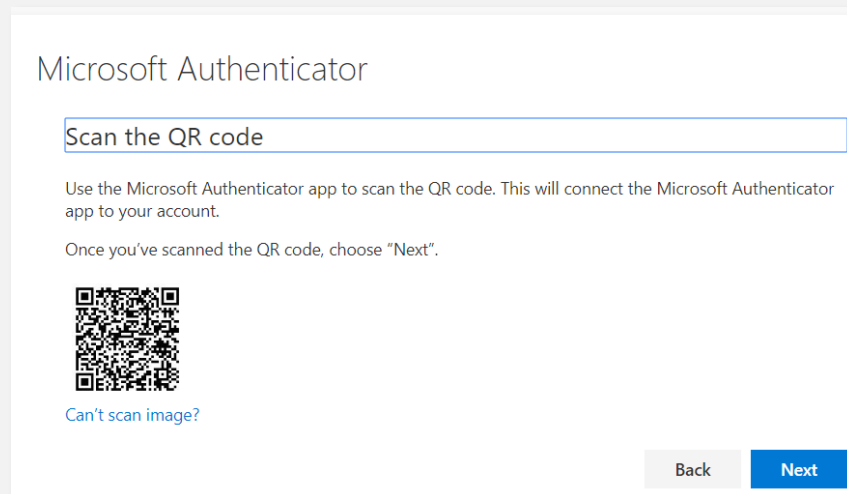 Microsoft Authenticator
Scan the QR code
Use the Microsoft Authenticator app to scan the QR code. This will connect the Microsoft Authenticator
app to your account.
Once you’ve scanned the QR code, choose “Next”.
Can’t scan image?
Back
Next